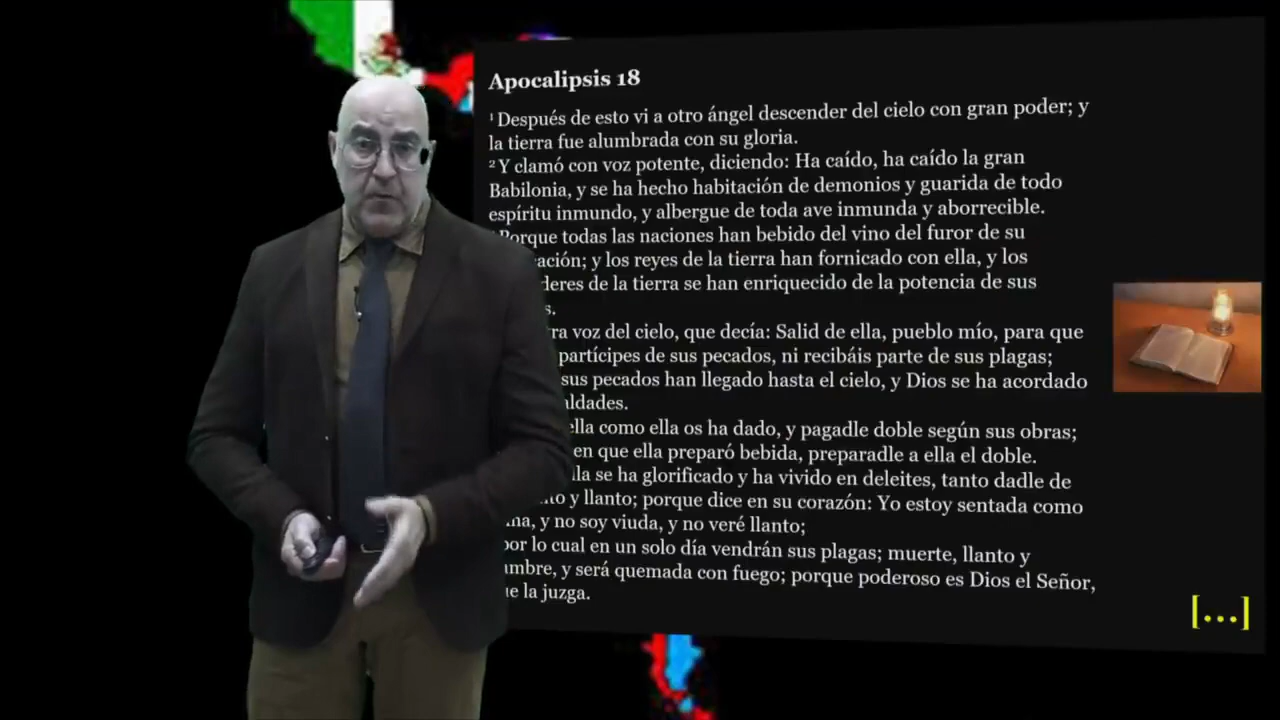 Apocalipsis 18
1 Después de esto vi a otro ángel descender del cielo con gran poder; y
la tierra fue alumbrada con su gloria.
2 Y clamó con voz potente, diciendo: Ha caído, ha caído la gran
Babilonia, y se ha hecho habitación de demonios y guarida de todo
espíritu inmundo, y albergue de toda ave inmunda y aborrecible.
Porque todas las naciones han bebido del vino del furor de su
y los reyes de la tierra han fornicado con ella, y los
de la tierra se han enriquecido de la potencia de sus
voz del cielo, que decía: Salid de ella, pueblo mío, para que
partícipes de sus pecados, ni recibáis parte de sus plagas;
sus pecados han llegado hasta el cielo, y Dios se ha acordado
ella como ella os ha dado, y pagadle doble según sus obras;
en que ella preparó bebida, preparadle a ella el doble.
se ha glorificado y ha vivido en deleites, tanto dadle de
y llanto; porque dice en su corazón: Yo estoy sentada como
y no soy viuda, y no veré llanto;
por lo cual en un solo día vendrán sus plagas; muerte, llanto y
y será quemada con fuego; porque poderoso es Dios el Señor,
la juzga.
[...]